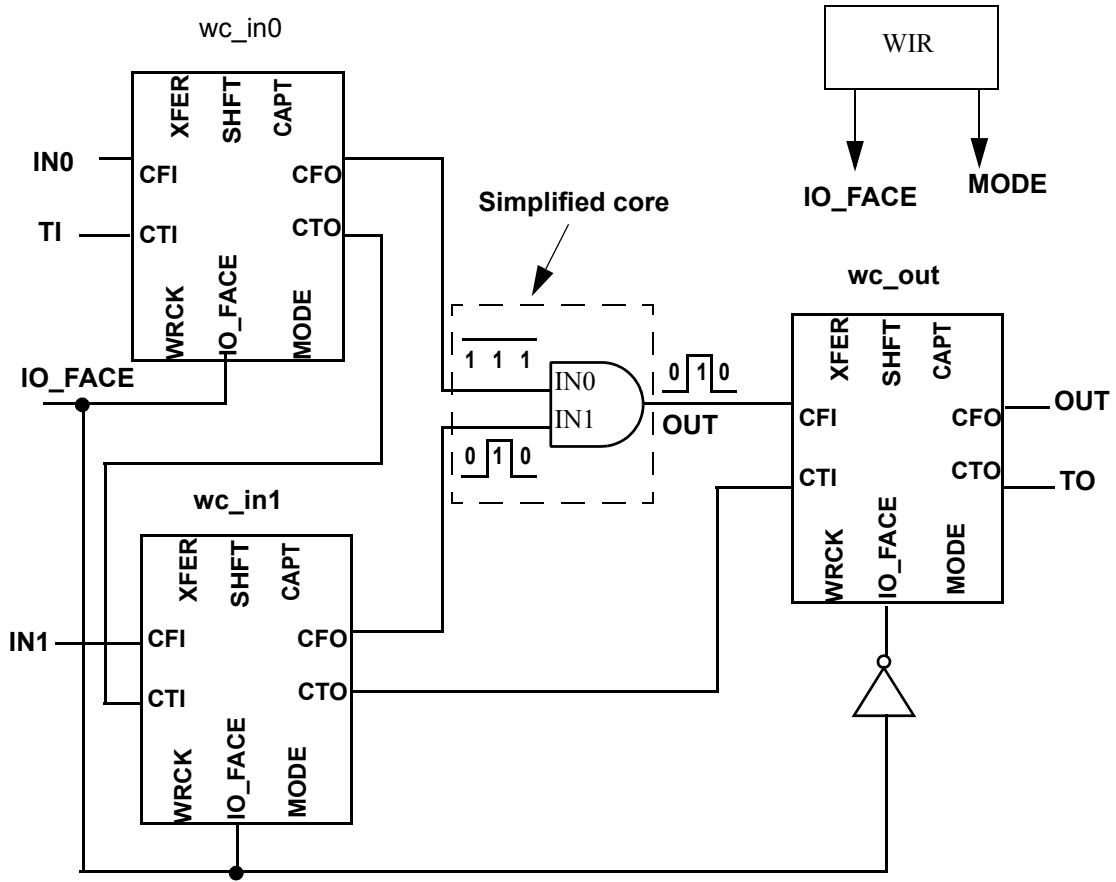 wc_in0
XFER
SHFT
CAPT
IN0
CFI
CFO
TI
CTI
CTO
WRCK
IO_FACE
MODE
IO_FACE
WIR
IO_FACE
MODE
Simplified core
1 1 1
IN0
IN1
0 1 0
0 1 0
OUT
wc_out
XFER
SHFT
CAPT
CFI
CFO
OUT
CTI
CTO
TO
WRCK
IO_FACE
MODE
wc_in1
XFER
SHFT
CAPT
IN1
CFI
CFO
CTI
CTO
WRCK
IO_FACE
MODE